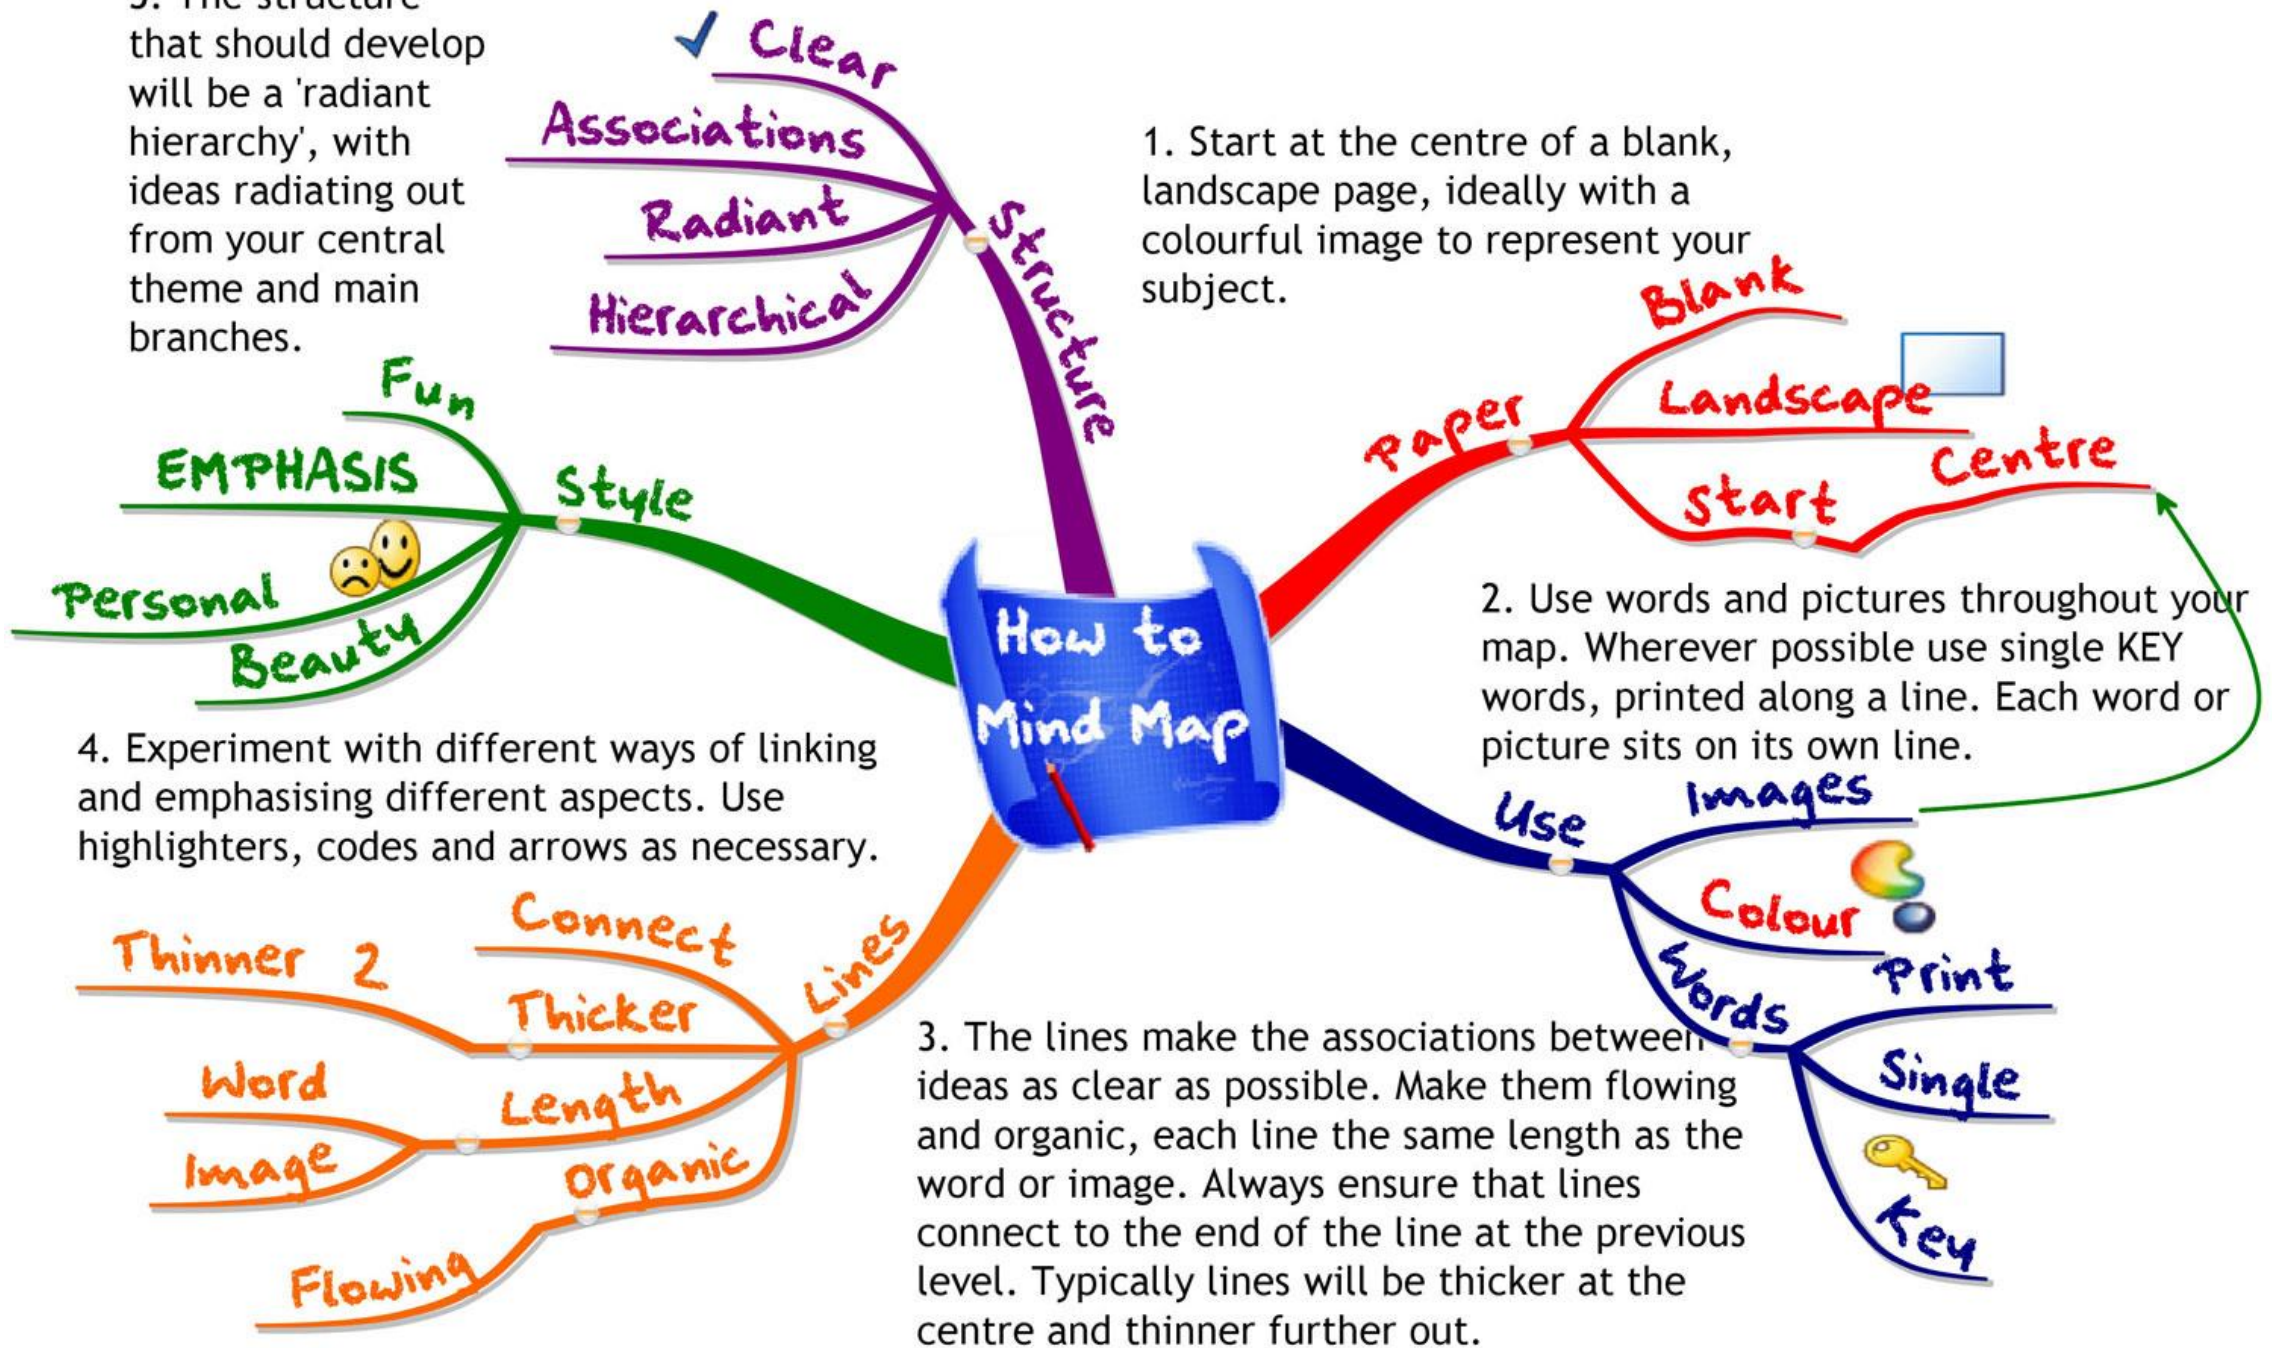 How to
Mind Map
1. Start at the centre of a blank,
landscape page, ideally with a
colourful image to represent your
subject.
Paper
Blank
Landscape
Start
Centre
2. Use words and pictures throughout your
map. Wherever possible use single KEY
words, printed along a line. Each word or
picture sits on its own line.
Use
Images
Colour
Words
Print
Single
Key
3. The lines make the associations between
ideas as clear as possible. Make them flowing
and organic, each line the same length as the
word or image. Always ensure that lines
connect to the end of the line at the previous
level. Typically lines will be thicker at the
centre and thinner further out.
Lines
Connect
Thicker
Thinner 2
Length
Word
Image
Organic
Flowing
4. Experiment with different ways of linking
and emphasising different aspects. Use
highlighters, codes and arrows as necessary.
Style
Fun
EMPHASIS
Personal
Beauty
The structure
that should develop
will be a 'radiant
hierarchy', with
ideas radiating out
from your central
theme and main
branches.
Structure
Clear
Associations
Radiant
Hierarchical